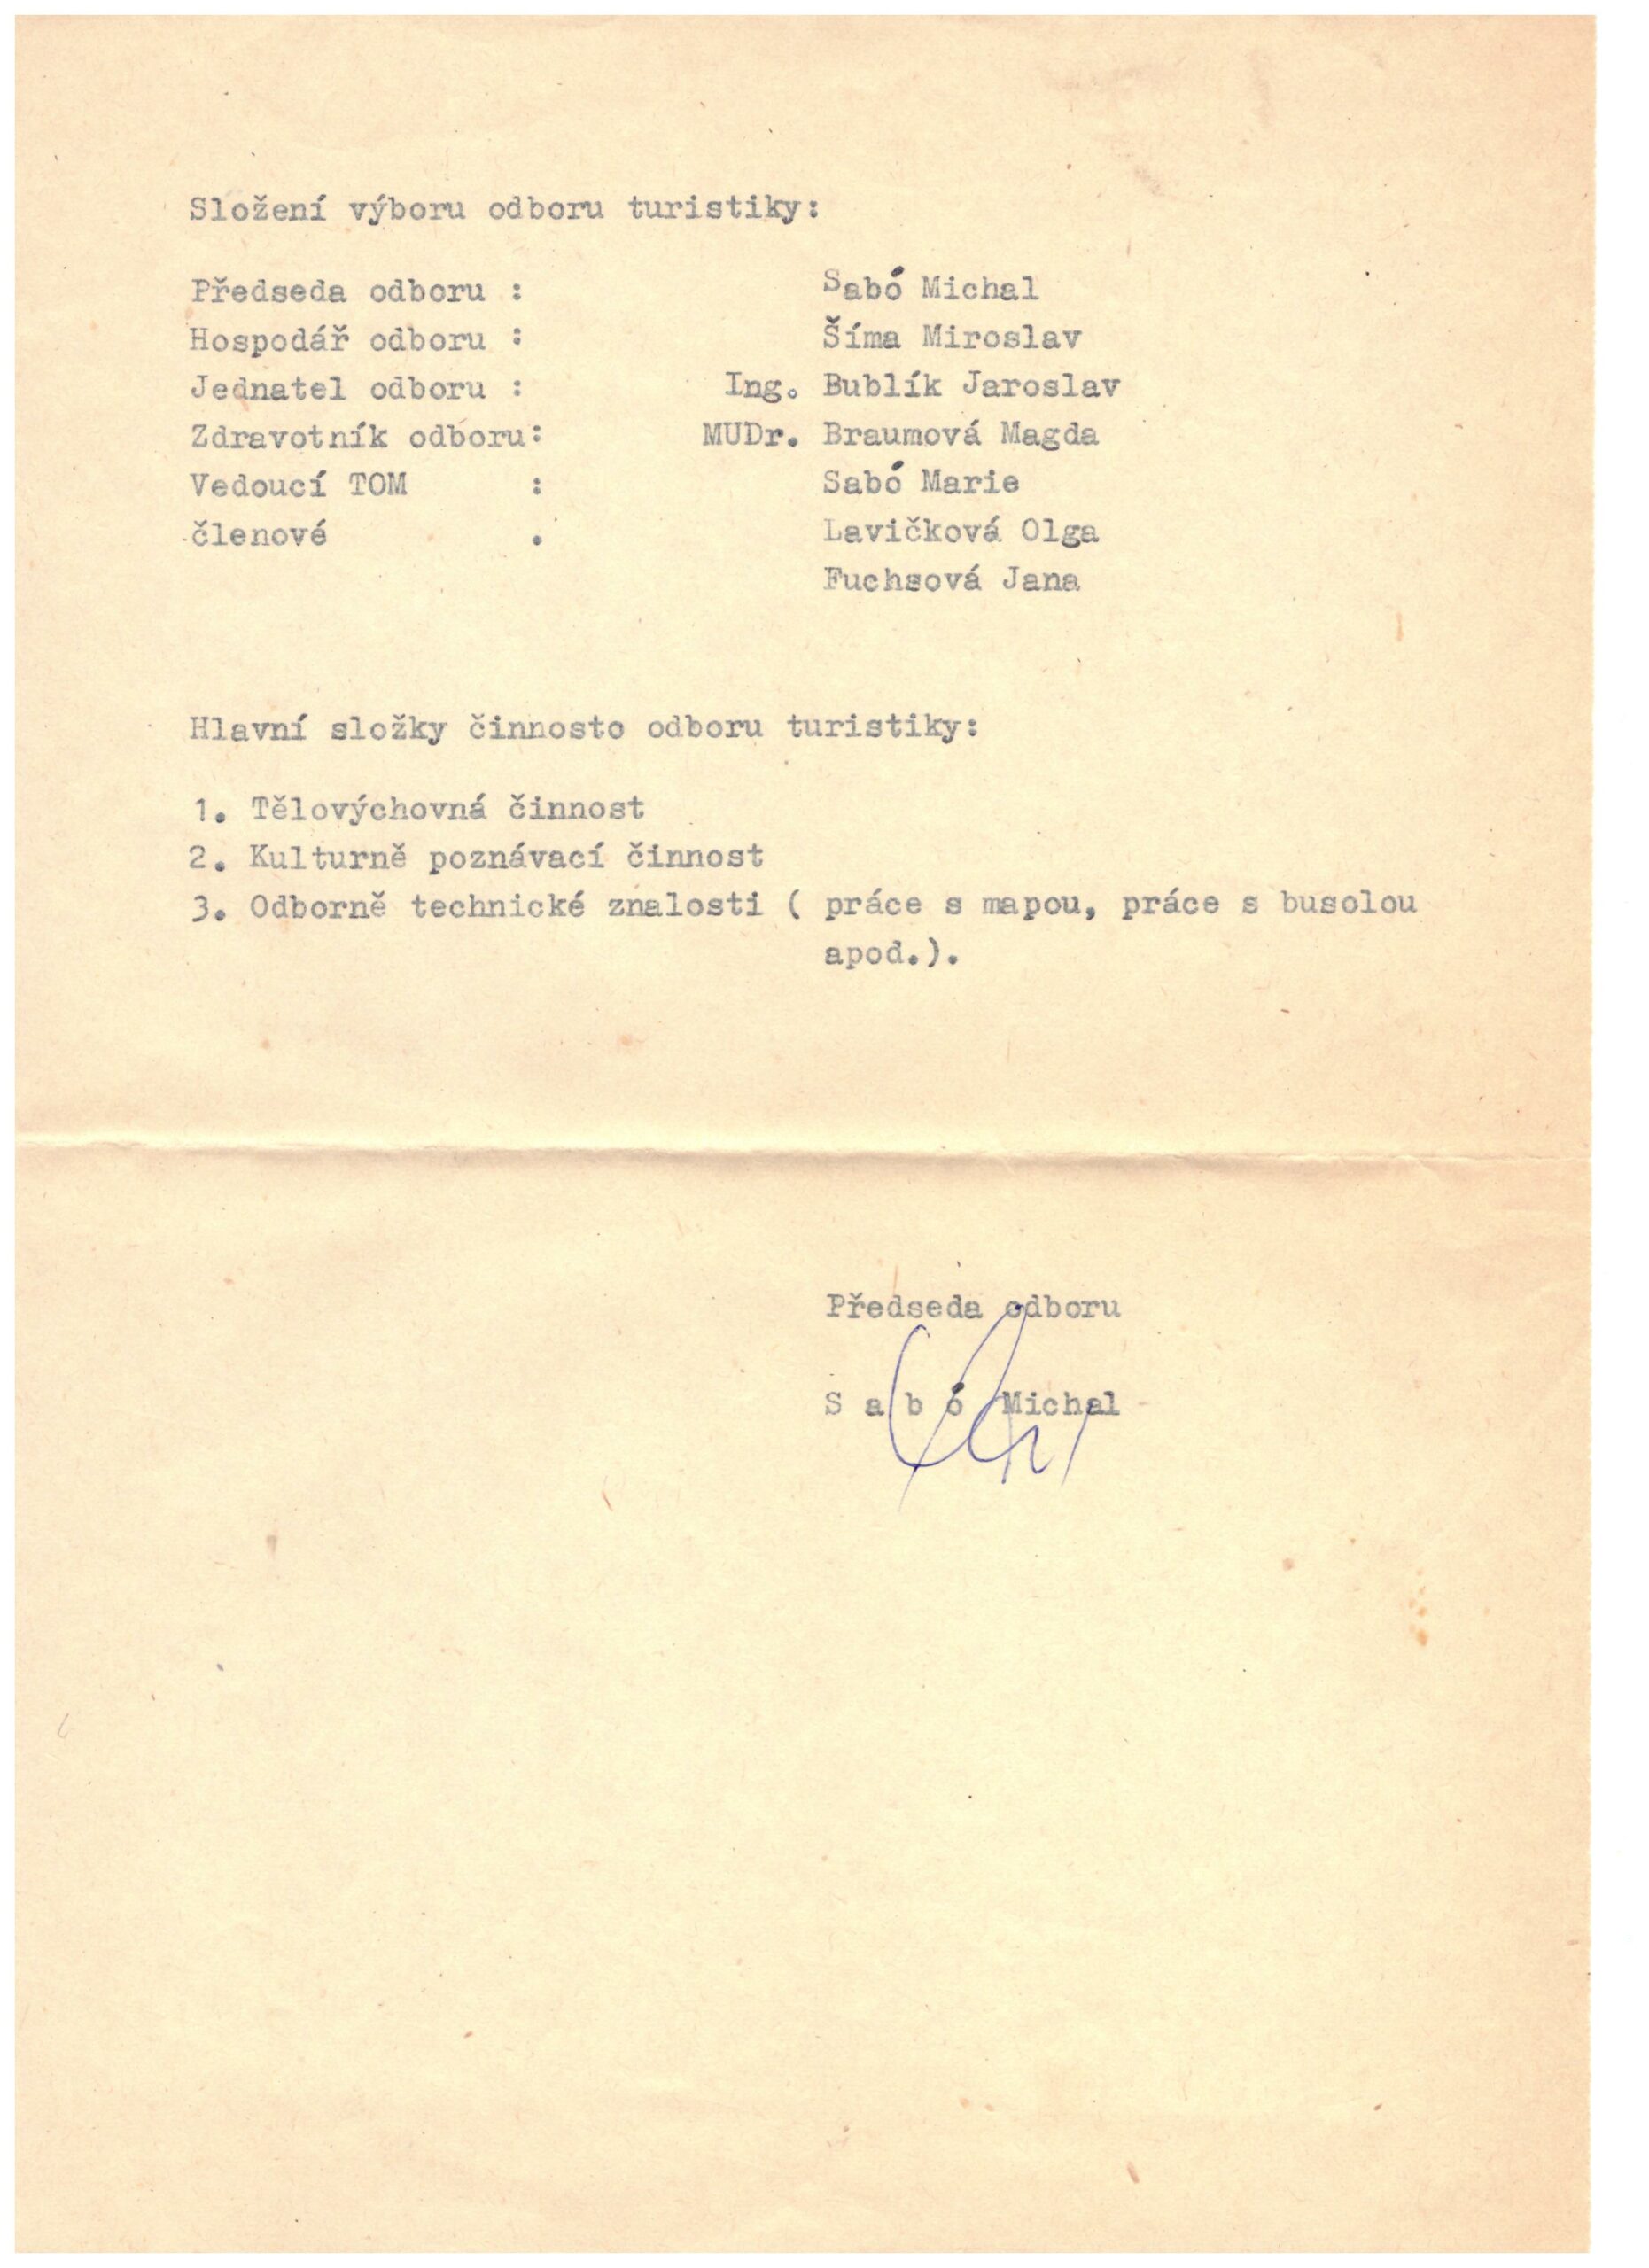 Složení výboru odboru turistiky:
Předseda odboru : Sabó Michal
Hospodář odboru : Šíma Miroslav
Jednatel odboru : Ing. Bublík Jaroslav
Zdravotník odboru: MUDr. Braumová Magda
Vedoucí TOM : Sabó Marie
členové . Lavičková Olga
Fuchsová Jana
Hlavní složky činnosto odboru turistiky:
1. Tělovýchovná činnost
2. Kulturně poznávací činnost
3. Odborně technické znalosti ( práce s mapou, práce s busolou
apod.).
Předseda odboru
S a b ó Michal